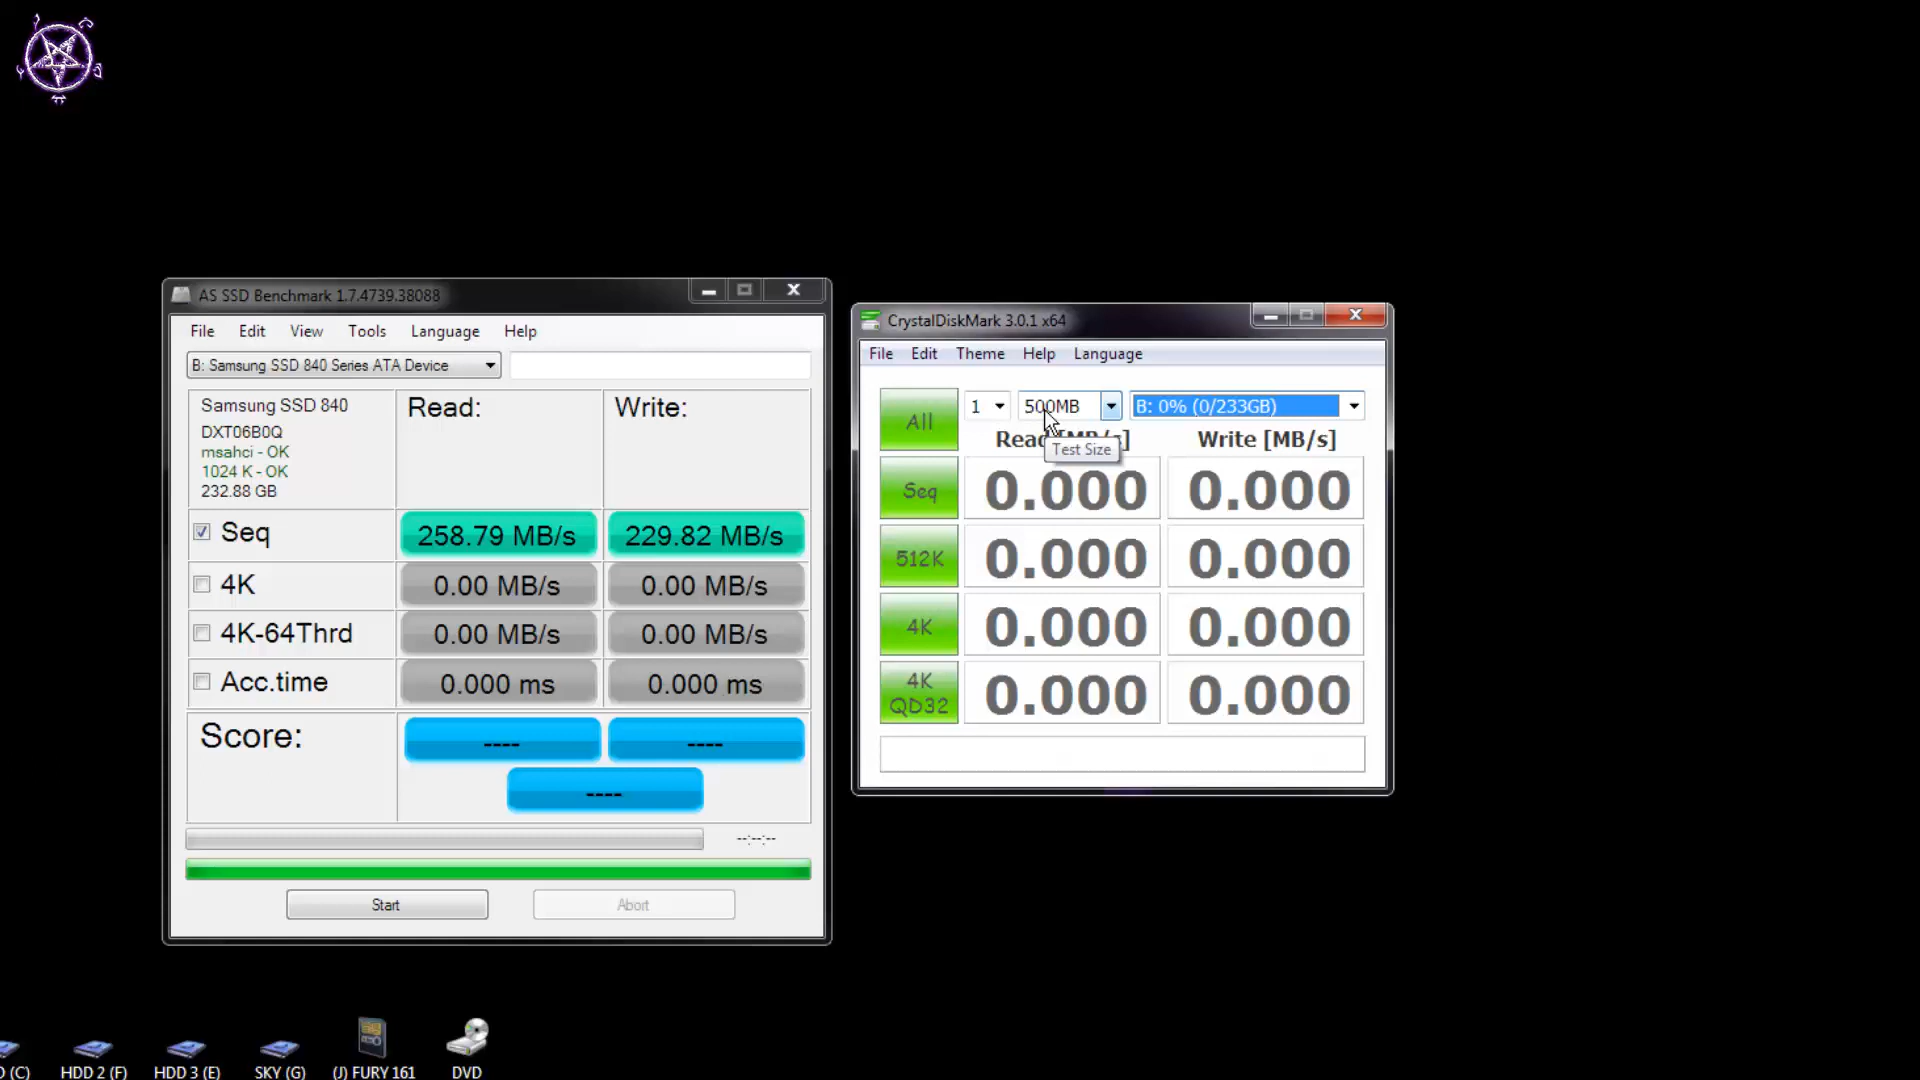 AS SSD Benchmark 1.7.4739.38088
File Edit View Tools Language Help
B: Samsung SSD 840 Series ATA Device
Samsung SSD 840
DXT06B0Q
msahci - OK
1024 K - OK
232.88 GB
Read: Write:
Seq 258.79 MB/s 229.82 MB/s
4K 0.00 MB/s 0.00 MB/s
4K-64Thrd 0.00 MB/s 0.00 MB/s
Acc.time 0.000 ms 0.000 ms
Score: ---- ----
----
--:--:--
Start Abort
CrystalDiskMark 3.0.1 x64
File Edit Theme Help Language
All 1 500MB B: 0% (0/233GB)
Read [MB/s] Write [MB/s]
Test Size
Seq 0.000 0.000
512K 0.000 0.000
4K 0.000 0.000
4K QD32 0.000 0.000
(C) HDD 2 (F) HDD 3 (E) SKY (G) (J) FURY 161 DVD